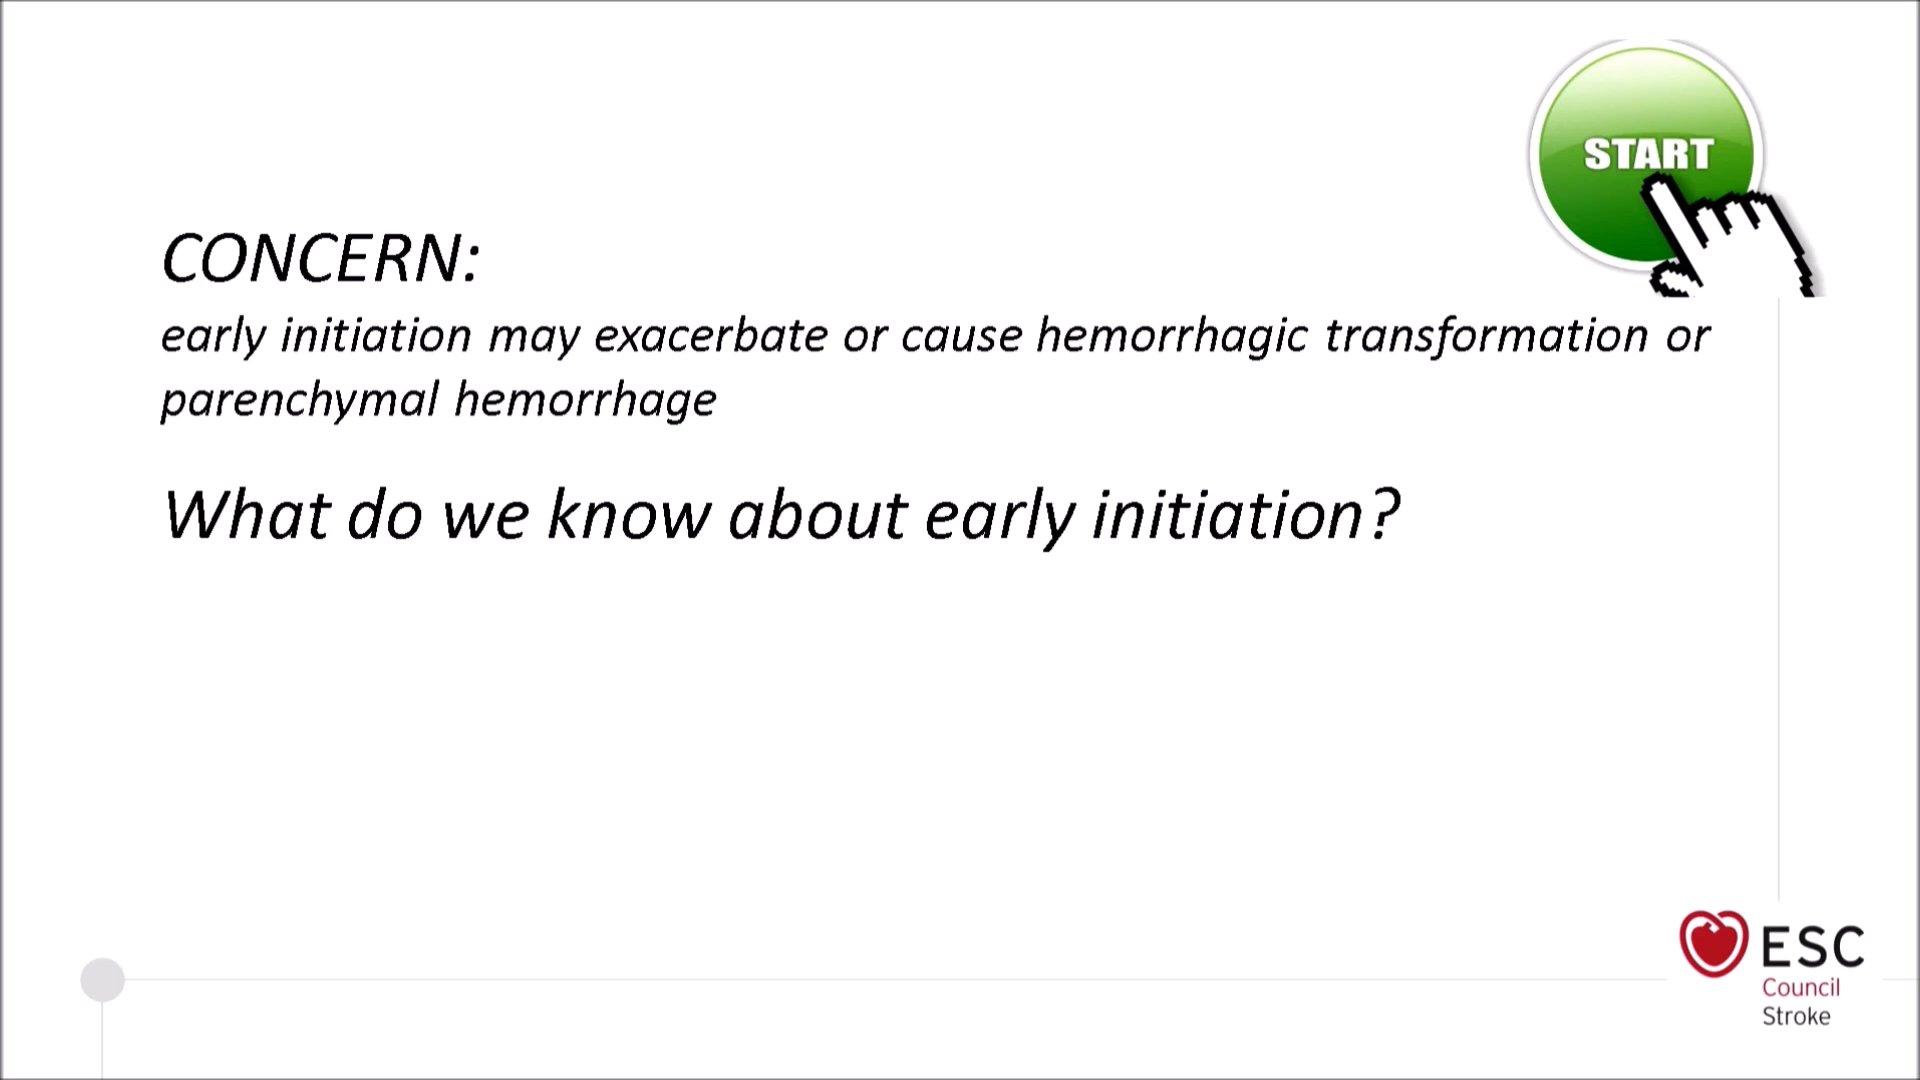 START
CONCERN:
early initiation may exacerbate or cause hemorrhagic transformation or
parenchymal hemorrhage
What do we know about early initiation?
ESC
Council
Stroke